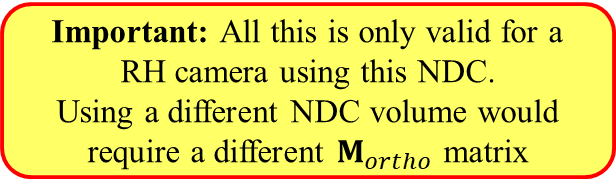 Important: All this is only valid for a
RH camera using this NDC.
Using a different NDC volume would
require a different M_ortho matrix